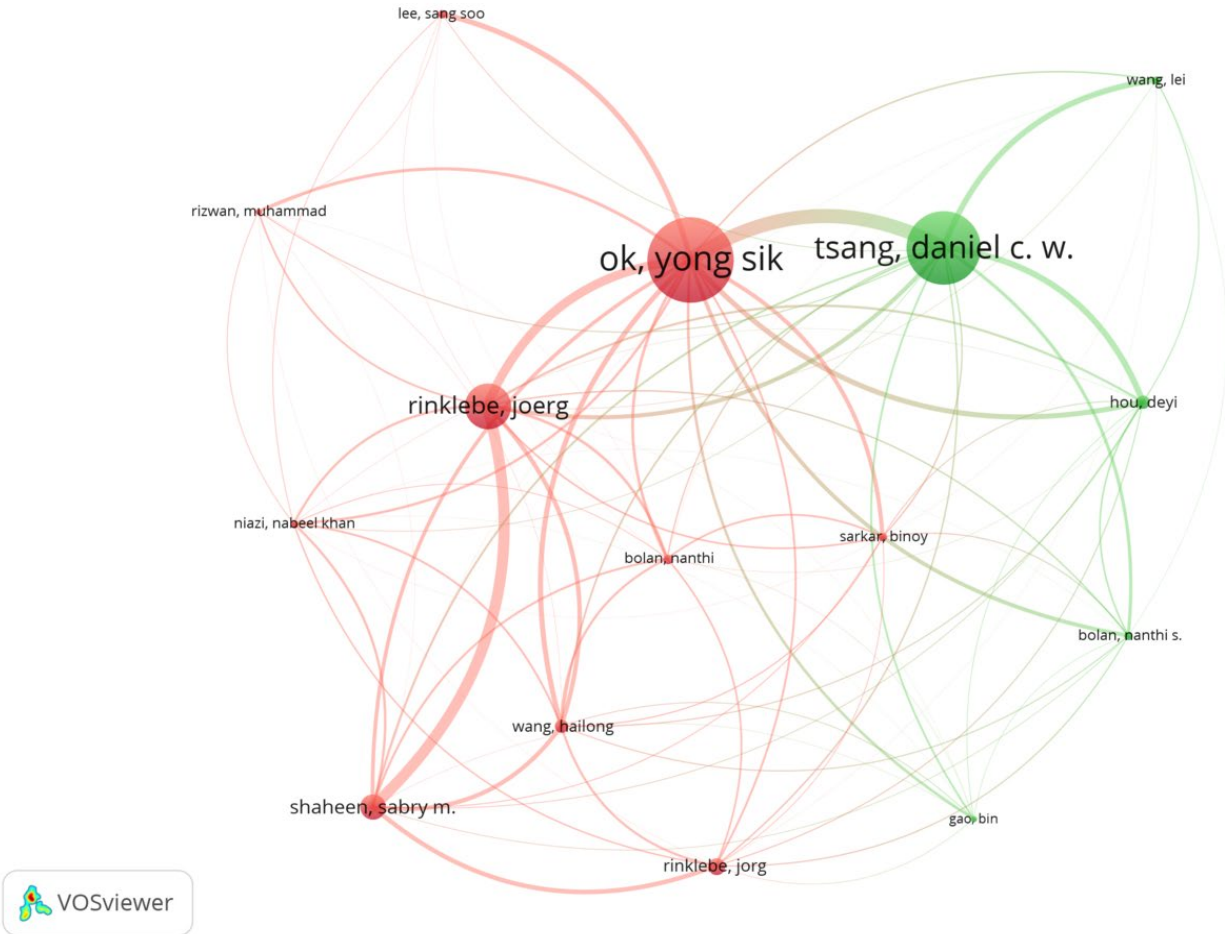 lee, sang soo
wang, lei
rizwan, muhammad
ok, yong sik
tsang, daniel c. w.
rinklebe, joerg
hou, deyi
niazi, nabeel khan
sarkar, binoy
bolan, nanthi
bolan, nanthi s.
wang, hailong
shaheen, sabry m.
gao, bin
rinklebe, jorg
VOSviewer